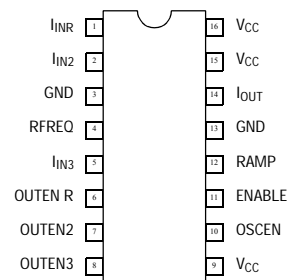 IINR 1 16 VCC
IIN2 2 15 VCC
GND 3 14 IOUT
RFREQ 4 13 GND
IIN3 5 12 RAMP
OUTEN R 6 11 ENABLE
OUTEN2 7 10 OSCEN
OUTEN3 8 9 VCC